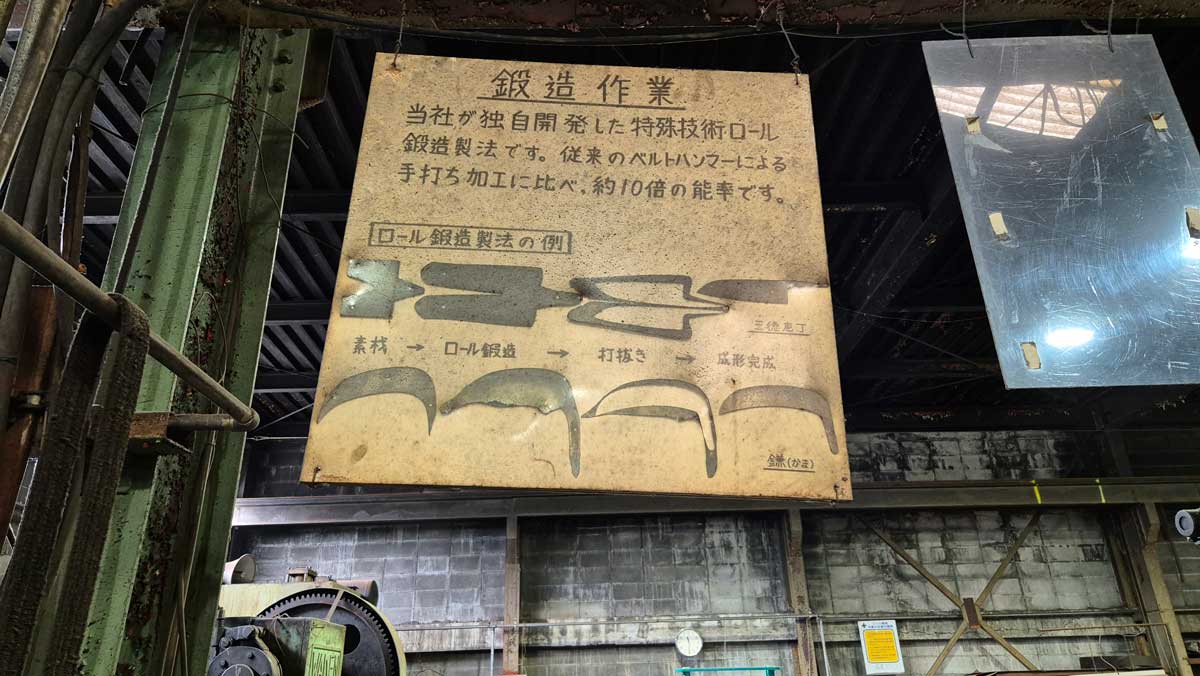 鍛造作業
当社が独自開発した特殊技術・ロール
鍛造製法です。従来のベルトハンマーによる
手打ち加工に比べ、約10倍の能率です。
ロール鍛造製法の例
三徳庖丁
素材 → ロール鍛造 → 打抜き → 成形完成
鎌(かま)